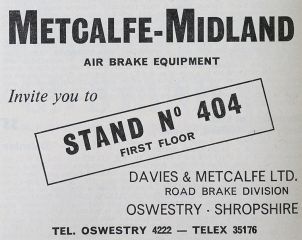 METCALFE-MIDLAND
AIR BRAKE EQUIPMENT
Invite you to
STAND Nº 404
FIRST FLOOR
DAVIES & METCALFE LTD.
ROAD BRAKE DIVISION
OSWESTRY · SHROPSHIRE
TEL. OSWESTRY 4222 — TELEX 35176